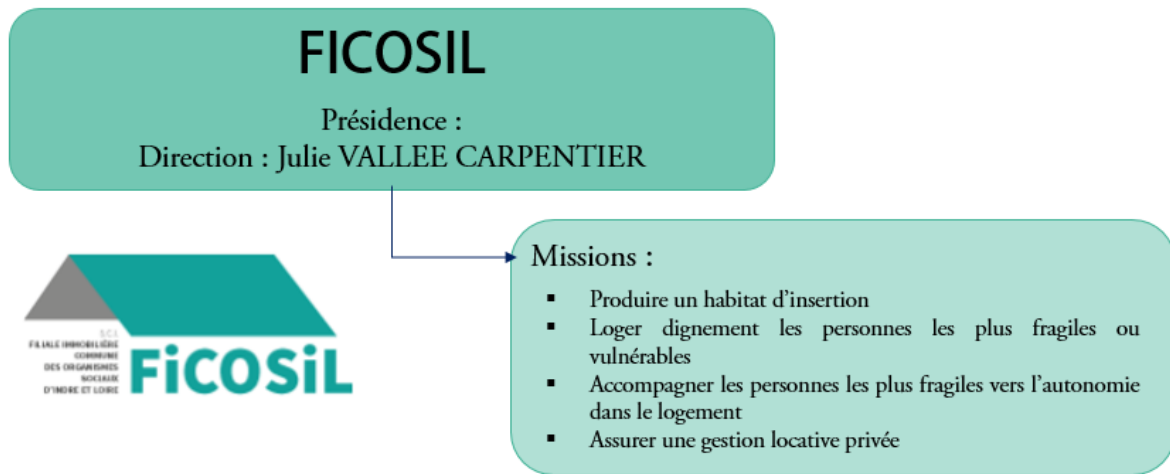 FICOSIL
Présidence :
Direction : Julie VALLEE CARPENTIER
Missions :
▪ Produire un habitat d'insertion
▪ Loger dignement les personnes les plus fragiles ou
vulnérables
▪ Accompagner les personnes les plus fragiles vers l'autonomie
dans le logement
▪ Assurer une gestion locative privée
S.C.I.
FILIALE IMMOBILIÈRE
COMMUNE
DES ORGANISMES
SOCIAUX
D'INDRE ET LOIRE
FiCOSiL